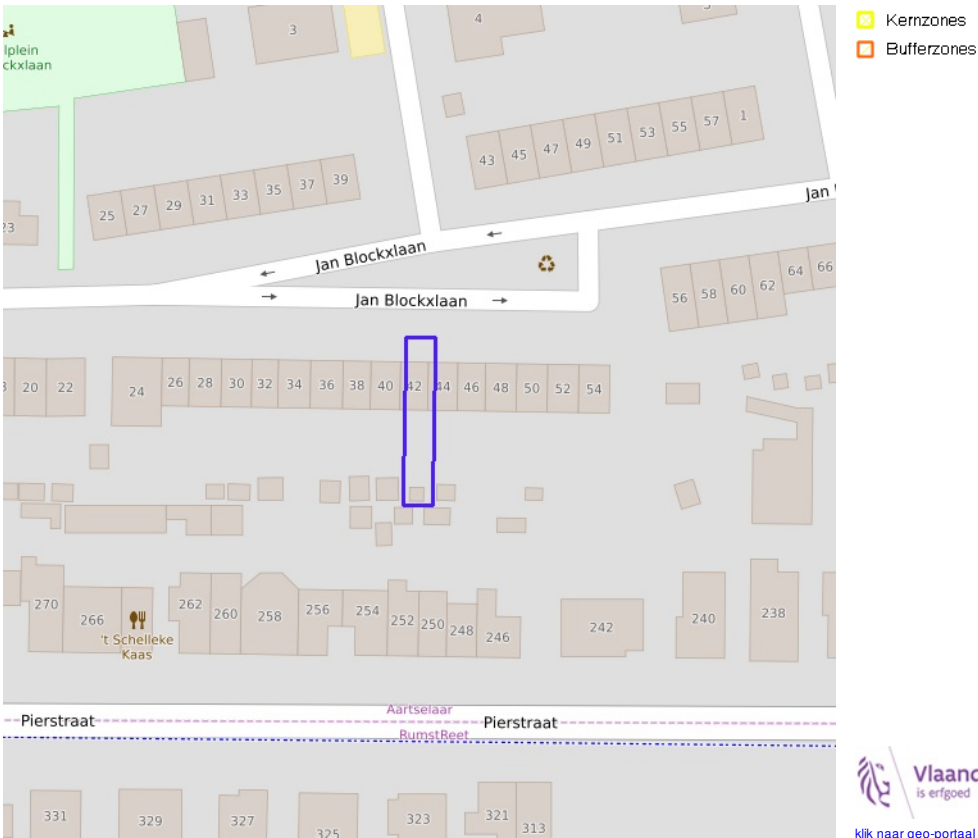 Kernzones
Bufferzones
lplein
ckxlaan
3
4
43 45 47 49 51 53 55 57 1
25 27 29 31 33 35 37 39
23
Jan
Jan Blockxlaan
Jan Blockxlaan
56 58 60 62 64 66
20 22 24 26 28 30 32 34 36 38 40 42 44 46 48 50 52 54
270 266 262 260 258 256 254 252 250 248 246 242 240 238
't Schelleke
Kaas
Aartselaar
Pierstraat
Pierstraat
RumstReet
331 329 327 325 323 321 313
Vlaand
is erfgoed
klik naar geo-portaal